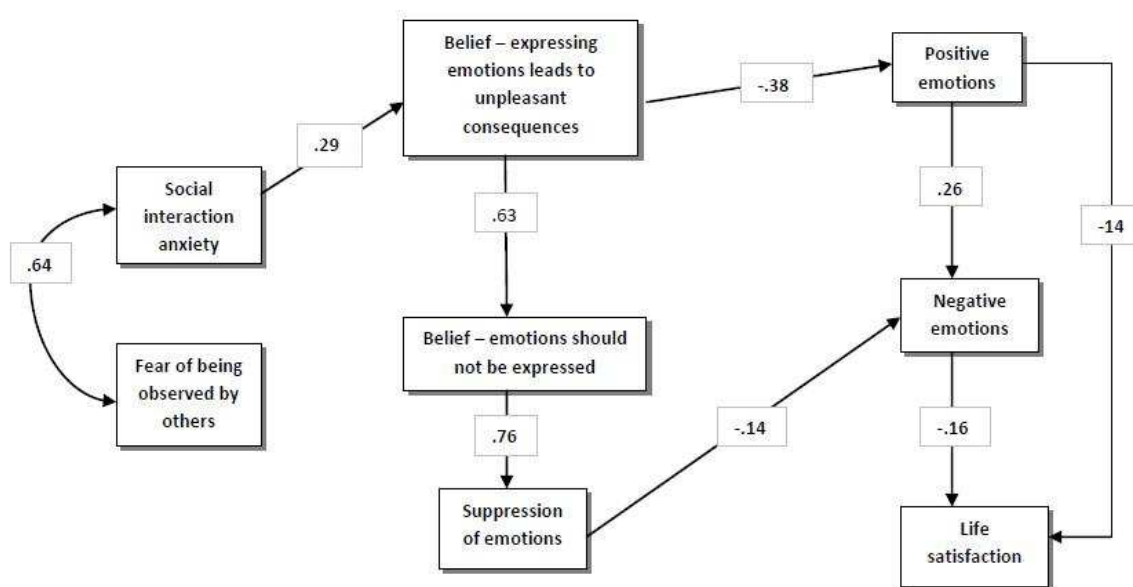 Belief – expressing
emotions leads to
unpleasant
consequences
Positive
emotions
-.38
.29
Social
interaction
anxiety
.63
.26
-14
.64
Negative
emotions
Belief – emotions should
not be expressed
Fear of being
observed by
others
.76
-.14
-.16
Suppression
of emotions
Life
satisfaction